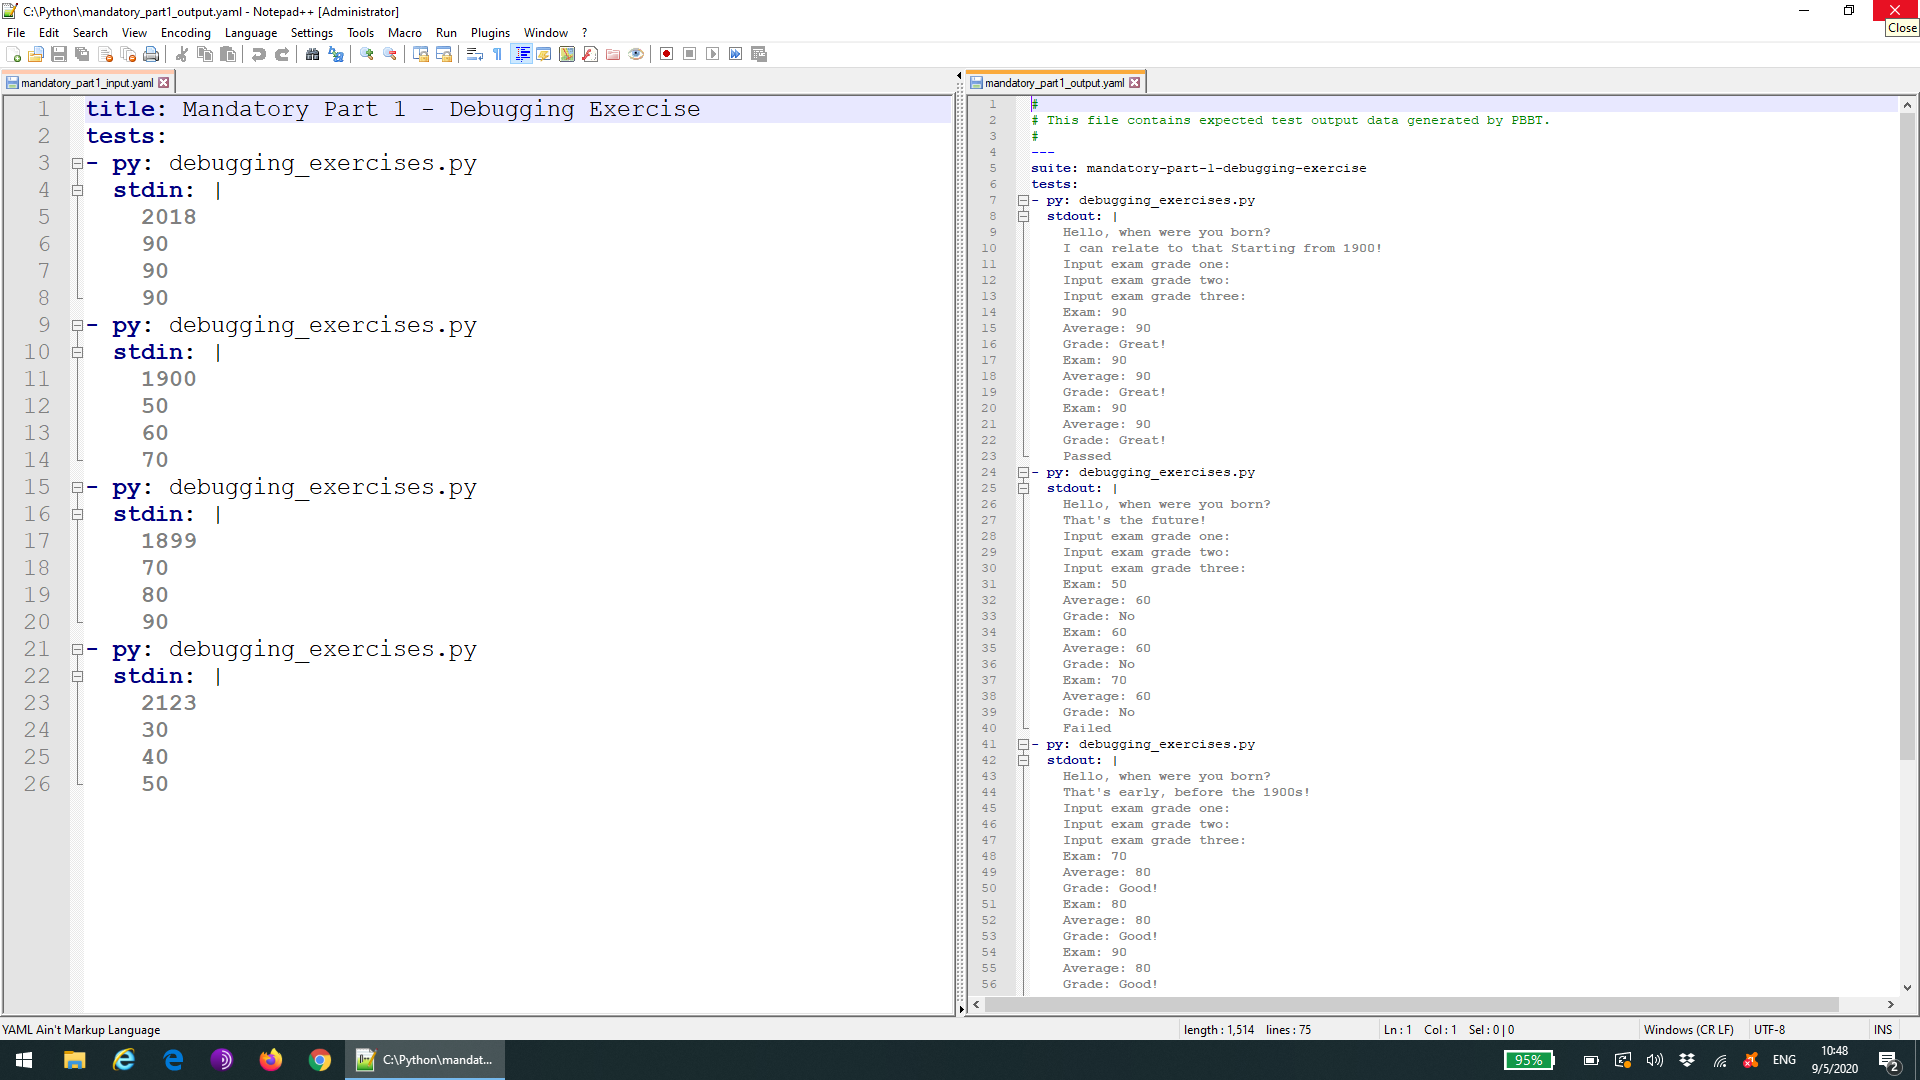 C:\Python\mandatory_part1_output.yaml - Notepad++ [Administrator]
Close
File Edit Search View Encoding Language Settings Tools Macro Run Plugins Window ?
mandatory_part1_input.yaml
1 title: Mandatory Part 1 - Debugging Exercise
2 tests:
3 - py: debugging_exercises.py
4 stdin: |
5 2018
6 90
7 90
8 90
9 - py: debugging_exercises.py
10 stdin: |
11 1900
12 50
13 60
14 70
15 - py: debugging_exercises.py
16 stdin: |
17 1899
18 70
19 80
20 90
21 - py: debugging_exercises.py
22 stdin: |
23 2123
24 30
25 40
26 50
mandatory_part1_output.yaml
1 #
2 # This file contains expected test output data generated by PBBT.
3 #
4 ---
5 suite: mandatory-part-1-debugging-exercise
6 tests:
7 - py: debugging_exercises.py
8 stdout: |
9 Hello, when were you born?
10 I can relate to that Starting from 1900!
11 Input exam grade one:
12 Input exam grade two:
13 Input exam grade three:
14 Exam: 90
15 Average: 90
16 Grade: Great!
17 Exam: 90
18 Average: 90
19 Grade: Great!
20 Exam: 90
21 Average: 90
22 Grade: Great!
23 Passed
24 - py: debugging_exercises.py
25 stdout: |
26 Hello, when were you born?
27 That's the future!
28 Input exam grade one:
29 Input exam grade two:
30 Input exam grade three:
31 Exam: 50
32 Average: 60
33 Grade: No
34 Exam: 60
35 Average: 60
36 Grade: No
37 Exam: 70
38 Average: 60
39 Grade: No
40 Failed
41 - py: debugging_exercises.py
42 stdout: |
43 Hello, when were you born?
44 That's early, before the 1900s!
45 Input exam grade one:
46 Input exam grade two:
47 Input exam grade three:
48 Exam: 70
49 Average: 80
50 Grade: Good!
51 Exam: 80
52 Average: 80
53 Grade: Good!
54 Exam: 90
55 Average: 80
56 Grade: Good!
YAML Ain't Markup Language length : 1,514 lines : 75 Ln : 1 Col : 1 Sel : 0 | 0 Windows (CR LF) UTF-8 INS
C:\Python\mandat... 95% ENG 10:48
9/5/2020 2